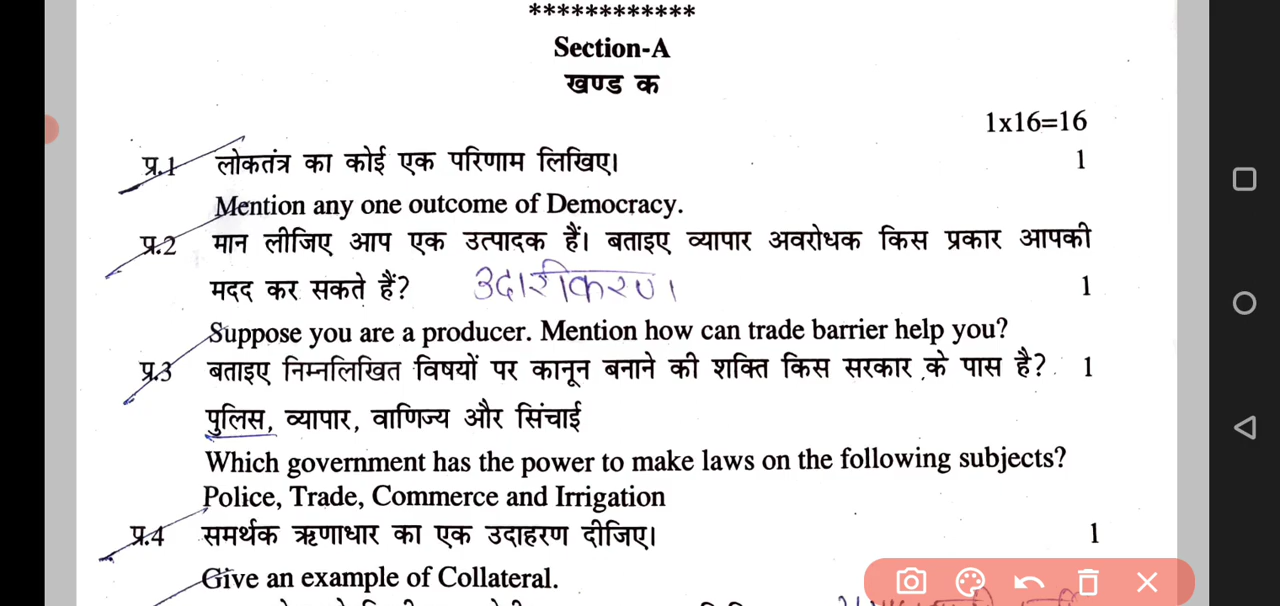 ************
Section-A
खण्ड क
1x16=16
प्र.1 लोकतंत्र का कोई एक परिणाम लिखिए। 1
Mention any one outcome of Democracy.
प्र.2 मान लीजिए आप एक उत्पादक हैं। बताइए व्यापार अवरोधक किस प्रकार आपकी
मदद कर सकते हैं? उदारीकरण। 1
Suppose you are a producer. Mention how can trade barrier help you?
प्र.3 बताइए निम्नलिखित विषयों पर कानून बनाने की शक्ति किस सरकार के पास है? 1
पुलिस, व्यापार, वाणिज्य और सिंचाई
Which government has the power to make laws on the following subjects?
Police, Trade, Commerce and Irrigation
प्र.4 समर्थक ऋणाधार का एक उदाहरण दीजिए। 1
Give an example of Collateral.